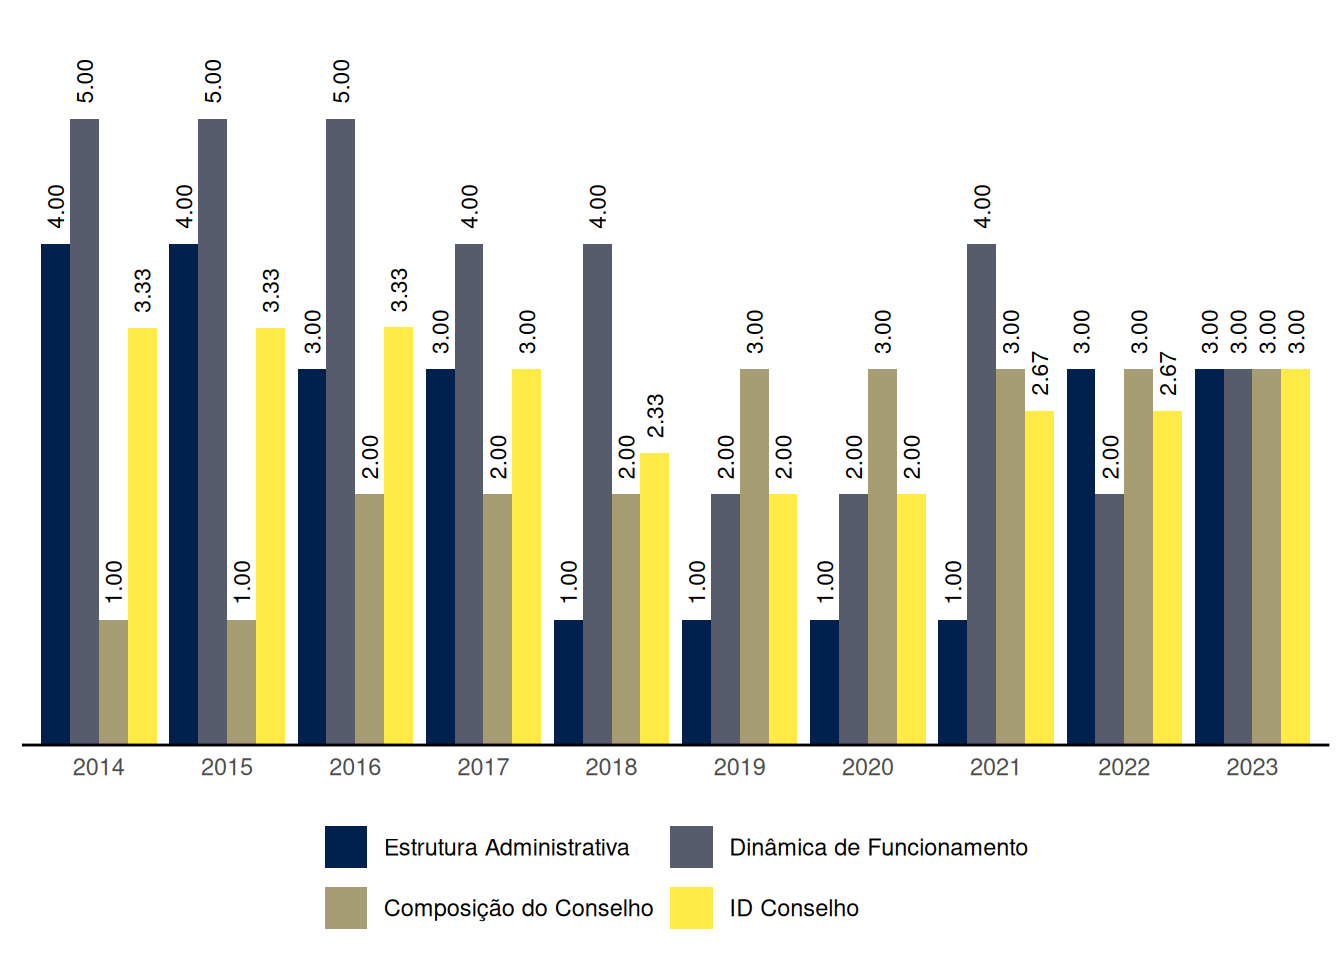 4.00 5.00 1.00 3.33
4.00 5.00 1.00 3.33
3.00 5.00 2.00 3.33
3.00 4.00 2.00 3.00
1.00 4.00 2.00 2.33
1.00 2.00 3.00 2.00
1.00 2.00 3.00 2.00
1.00 4.00 3.00 2.67
3.00 2.00 3.00 2.67
3.00 3.00 3.00 3.00
2014 2015 2016 2017 2018 2019 2020 2021 2022 2023
Estrutura Administrativa Dinâmica de Funcionamento
Composição do Conselho ID Conselho